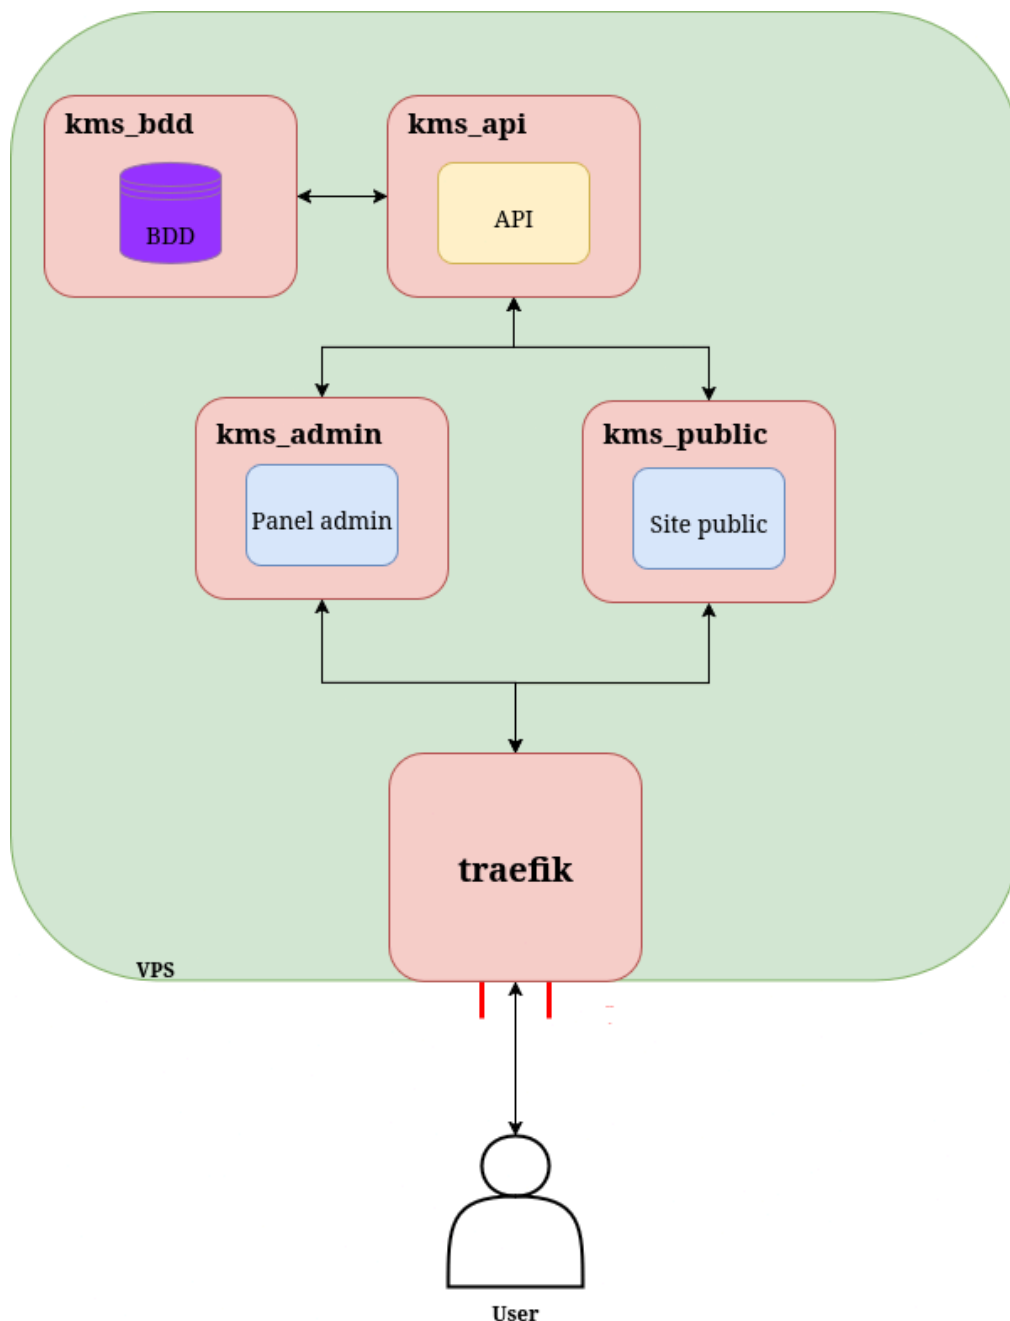 kms_bdd
BDD
kms_api
API
kms_admin
Panel admin
kms_public
Site public
traefik
VPS
User